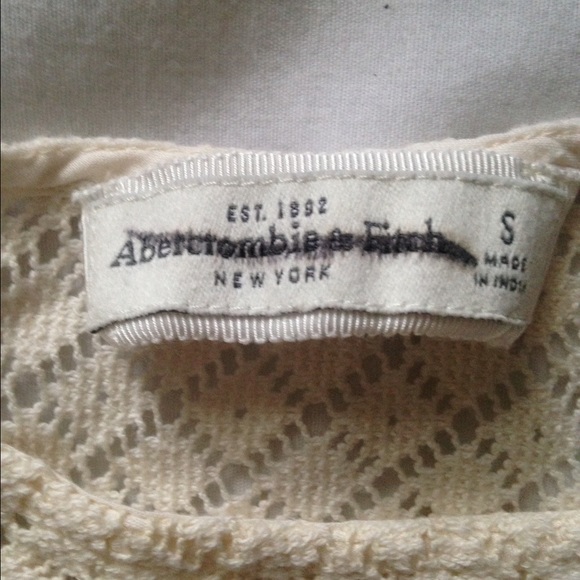 EST. 1892
Abercrombie & Fitch
NEW YORK
S
MADE
IN INDIA